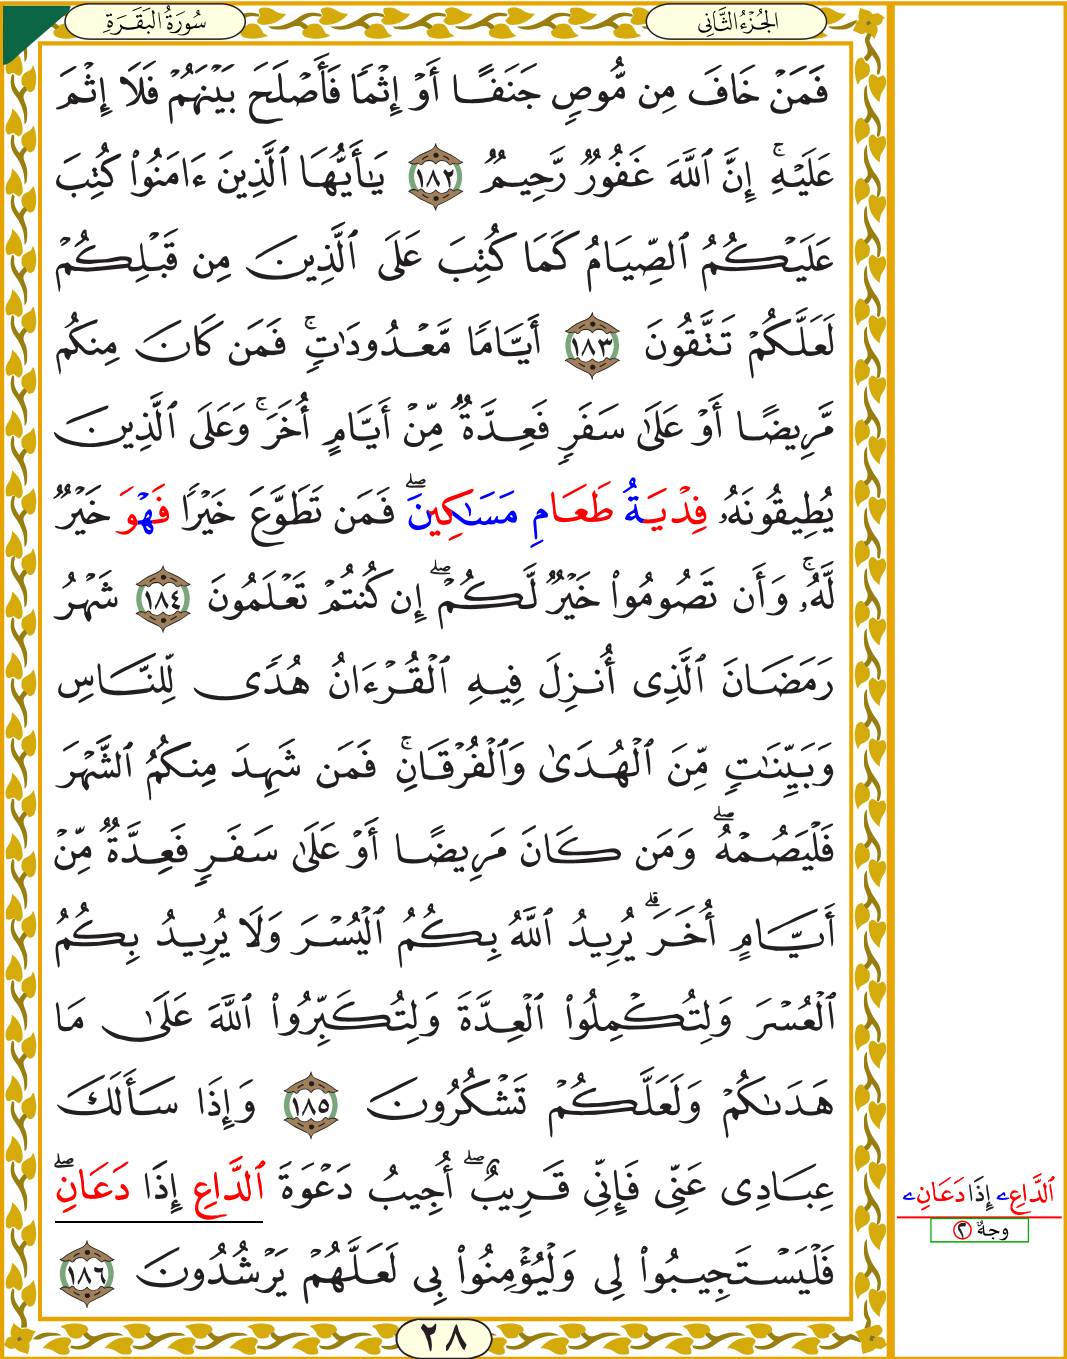 سُورَةُ البَقَرَةِ
الجُزْءُ الثَّانِي
فَمَنْ خَافَ مِن مُّوصٍ جَنَفًا أَوْ إِثْمًا فَأَصْلَحَ بَيْنَهُمْ فَلَا إِثْمَ
عَلَيْهِۚ إِنَّ ٱللَّهَ غَفُورٌ رَّحِيمٌ ١٨٢ يَٰأَيُّهَا ٱلَّذِينَ ءَامَنُوا۟ كُتِبَ
عَلَيْكُمُ ٱلصِّيَامُ كَمَا كُتِبَ عَلَى ٱلَّذِينَ مِن قَبْلِكُمْ
لَعَلَّكُمْ تَتَّقُونَ ١٨٣ أَيَّامًا مَّعْدُودَٰتٍۚ فَمَن كَانَ مِنكُم
مَّرِيضًا أَوْ عَلَىٰ سَفَرٍ فَعِدَّةٌ مِّنْ أَيَّامٍ أُخَرَۚ وَعَلَى ٱلَّذِينَ
يُطِيقُونَهُۥ فِدْيَةُ طَعَامِ مَسَٰكِينَۖ فَمَن تَطَوَّعَ خَيْرًا فَهْوَ خَيْرٌ
لَّهُۥۚ وَأَن تَصُومُوا۟ خَيْرٌ لَّكُمْۖ إِن كُنتُمْ تَعْلَمُونَ ١٨٤ شَهْرُ
رَمَضَانَ ٱلَّذِى أُنزِلَ فِيهِ ٱلْقُرْءَانُ هُدًى لِّلنَّاسِ
وَبَيِّنَٰتٍ مِّنَ ٱلْهُدَىٰ وَٱلْفُرْقَانِۚ فَمَن شَهِدَ مِنكُمُ ٱلشَّهْرَ
فَلْيَصُمْهُۖ وَمَن كَانَ مَرِيضًا أَوْ عَلَىٰ سَفَرٍ فَعِدَّةٌ مِّنْ
أَيَّامٍ أُخَرَۗ يُرِيدُ ٱللَّهُ بِكُمُ ٱلْيُسْرَ وَلَا يُرِيدُ بِكُمُ
ٱلْعُسْرَ وَلِتُكْمِلُوا۟ ٱلْعِدَّةَ وَلِتُكَبِّرُوا۟ ٱللَّهَ عَلَىٰ مَا
هَدَىٰكُمْ وَلَعَلَّكُمْ تَشْكُرُونَ ١٨٥ وَإِذَا سَأَلَكَ
عِبَادِى عَنِّى فَإِنِّى قَرِيبٌۖ أُجِيبُ دَعْوَةَ ٱلدَّاعِ إِذَا دَعَانِۖ
فَلْيَسْتَجِيبُوا۟ لِى وَلْيُؤْمِنُوا۟ بِى لَعَلَّهُمْ يَرْشُدُونَ ١٨٦
ٱلدَّاعِۦ إِذَا دَعَانِۦ
وجهٌ ٢
٢٨